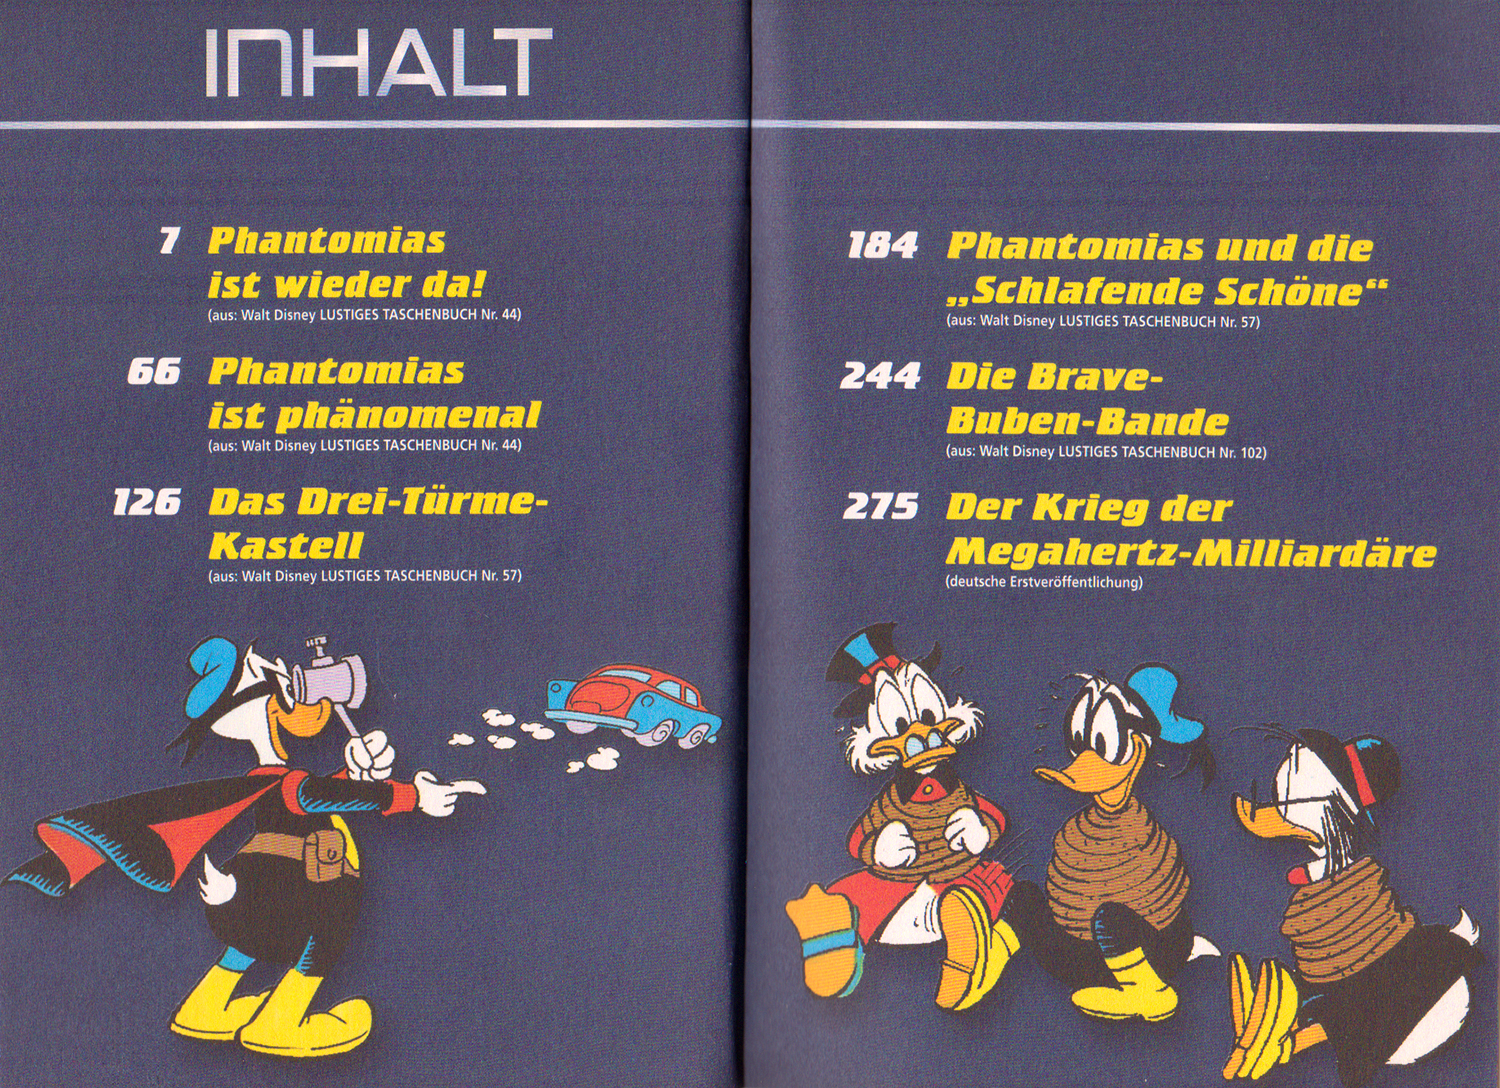 INHALT
7 Phantomias
ist wieder da!
(aus: Walt Disney LUSTIGES TASCHENBUCH Nr. 44)
66 Phantomias
ist phänomenal
(aus: Walt Disney LUSTIGES TASCHENBUCH Nr. 44)
126 Das Drei-Türme-
Kastell
(aus: Walt Disney LUSTIGES TASCHENBUCH Nr. 57)
184 Phantomias und die
„Schlafende Schöne“
(aus: Walt Disney LUSTIGES TASCHENBUCH Nr. 57)
244 Die Brave-
Buben-Bande
(aus: Walt Disney LUSTIGES TASCHENBUCH Nr. 102)
275 Der Krieg der
Megahertz-Milliardäre
(deutsche Erstveröffentlichung)